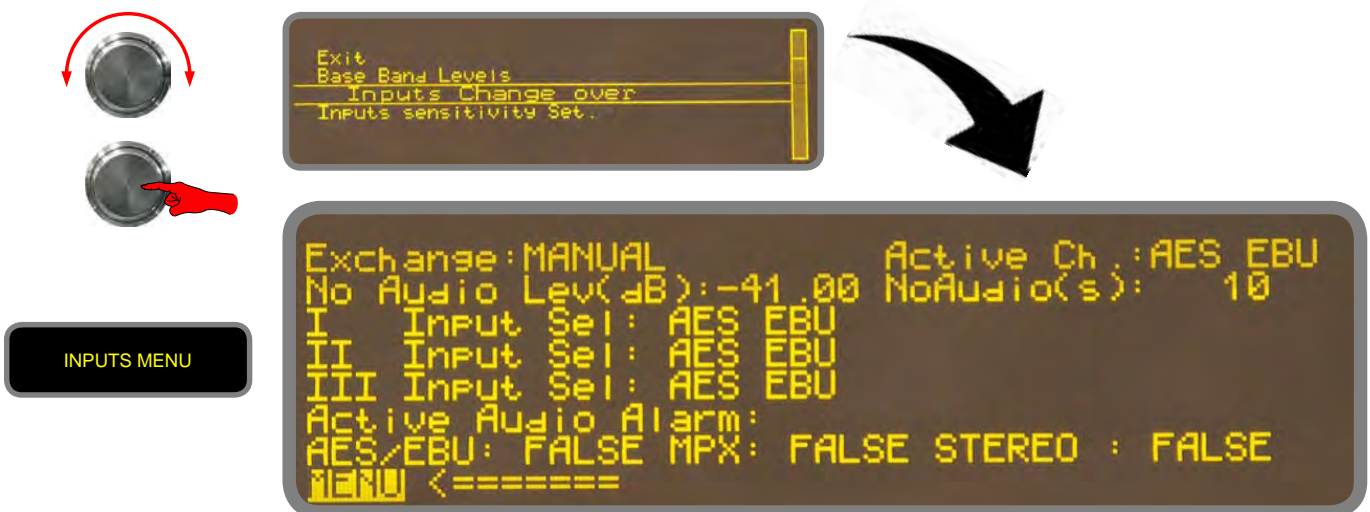 Exit
Base Band Levels
Inputs Change over
Inputs sensitivity Set.
Exchange:MANUAL Active Ch.:AES EBU
No Audio Lev(dB):-41.00 NoAudio(s): 10
I Input Sel: AES EBU
II Input Sel: AES EBU
III Input Sel: AES EBU
INPUTS MENU
Active Audio Alarm:
AES/EBU: FALSE MPX: FALSE STEREO : FALSE
MENU <=======